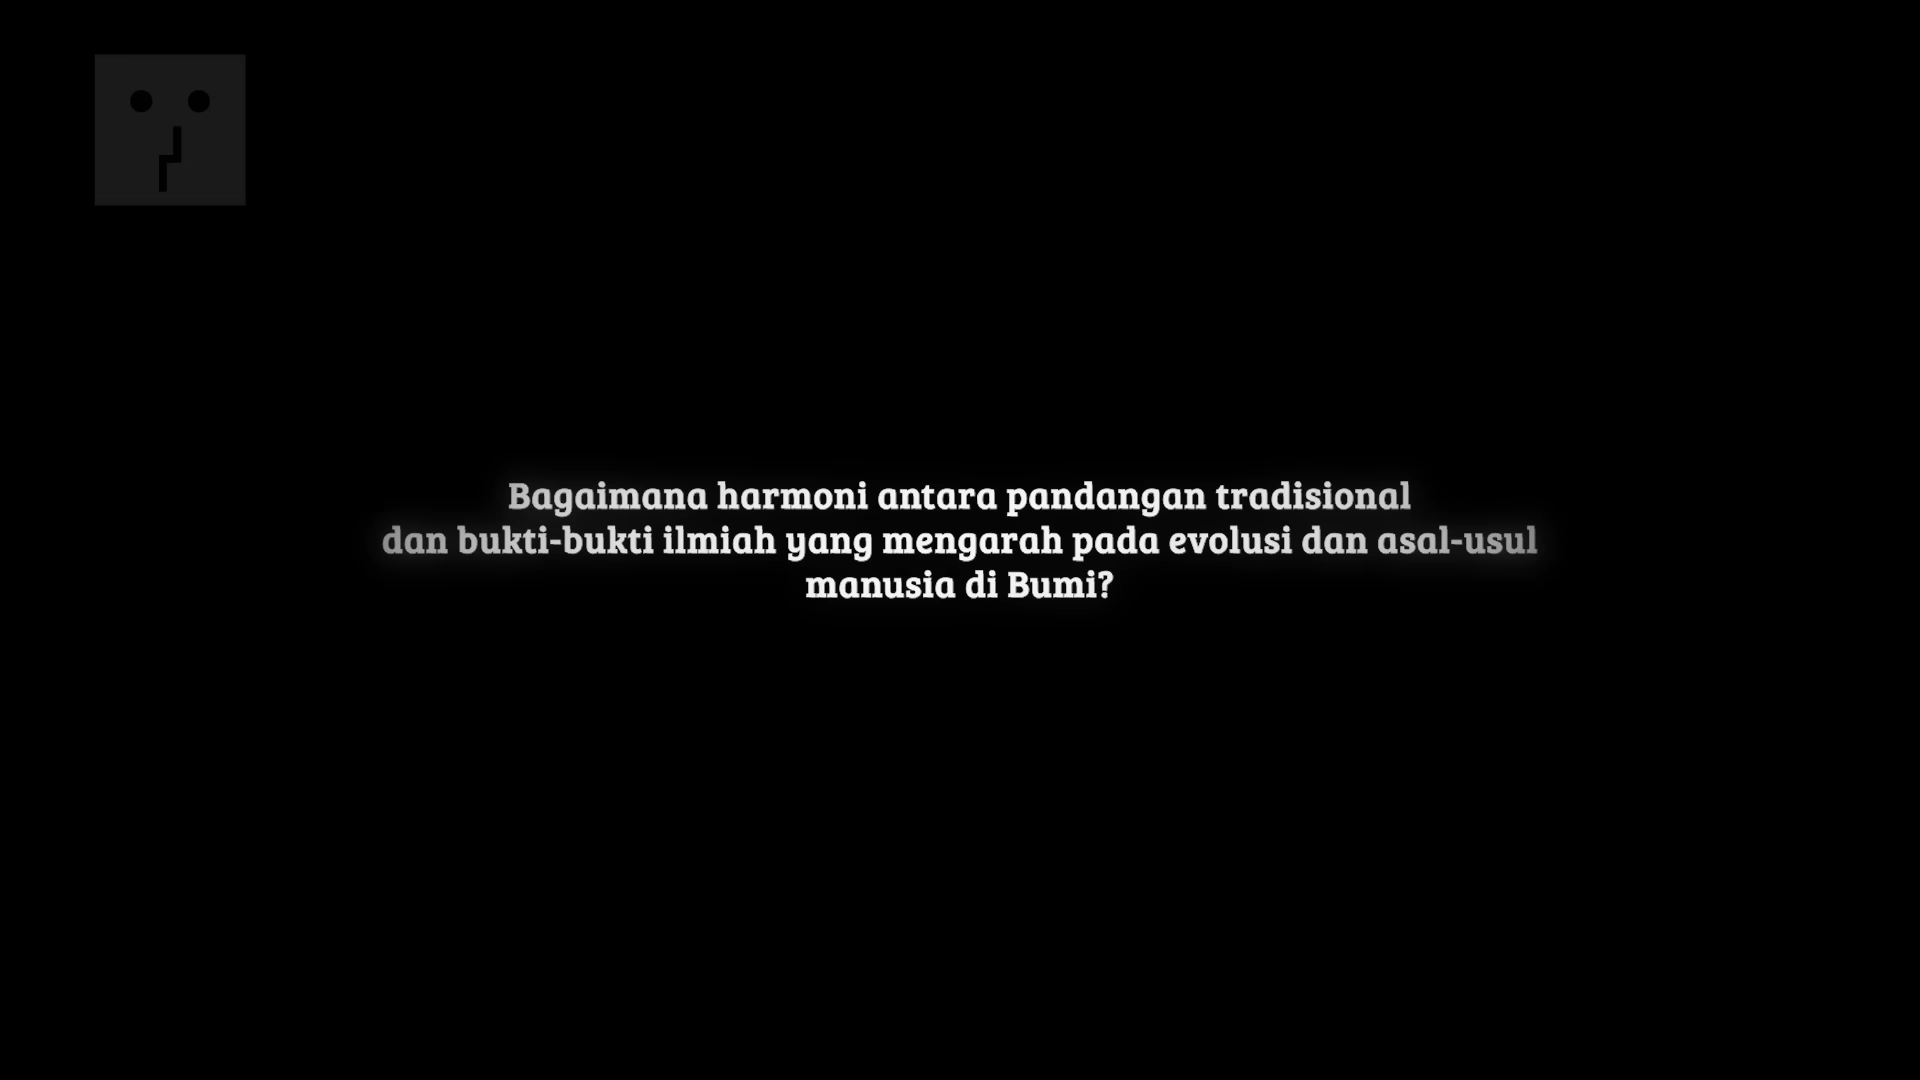 Bagaimana harmoni antara pandangan tradisional
dan bukti-bukti ilmiah yang mengarah pada evolusi dan asal-usul
manusia di Bumi?